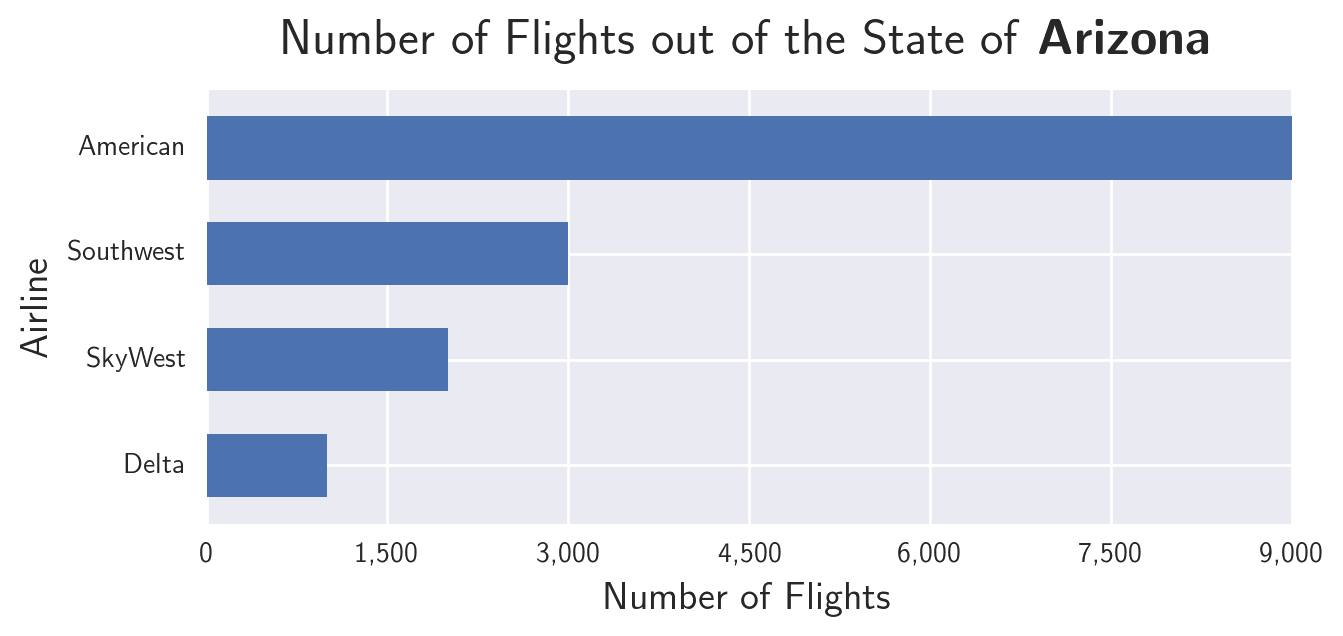 Number of Flights out of the State of Arizona
American
Southwest
SkyWest
Delta
Airline
0 1,500 3,000 4,500 6,000 7,500 9,000
Number of Flights